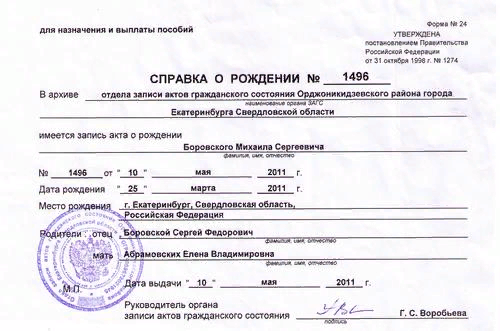 Форма № 24
для назначения и выплаты пособий
УТВЕРЖДЕНА
постановлением Правительства
Российской Федерации
от 31 октября 1998 г. № 1274
СПРАВКА О РОЖДЕНИИ № 1496
В архиве отдела записи актов гражданского состояния Орджоникидзевского района города
наименование органа ЗАГС
Екатеринбурга Свердловской области
имеется запись акта о рождении
Боровского Михаила Сергеевича
фамилия, имя, отчество
№ 1496 от "10" мая 2011 г.
Дата рождения "25" марта 2011 г.
Место рождения г. Екатеринбург, Свердловская область,
Российская Федерация
Родители: отец Боровской Сергей Федорович
фамилия, имя, отчество
мать Абрамовских Елена Владимировна
фамилия, имя, отчество
Дата выдачи "10" мая 2011 г.
М.П.
Руководитель органа
записи актов гражданского состояния Г. С. Воробьева
подпись